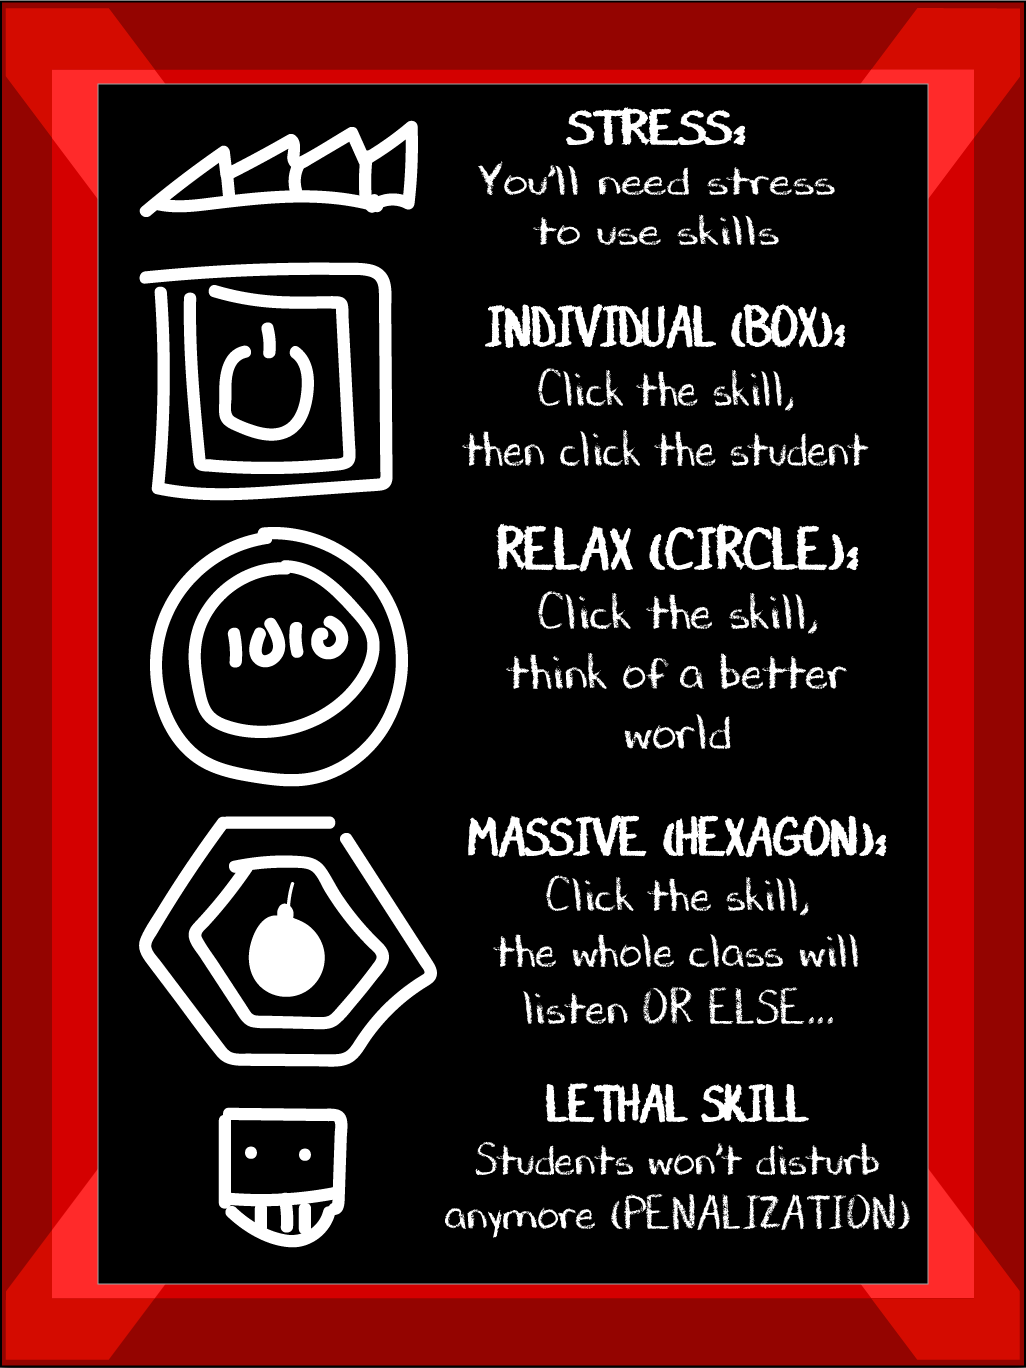 STRESS:
You'll need stress
to use skills
INDIVIDUAL (BOX):
Click the skill,
then click the student
RELAX (CIRCLE):
Click the skill,
think of a better
world
1010
MASSIVE (HEXAGON):
Click the skill,
the whole class will
listen OR ELSE...
LETHAL SKILL
Students won't disturb
anymore (PENALIZATION)